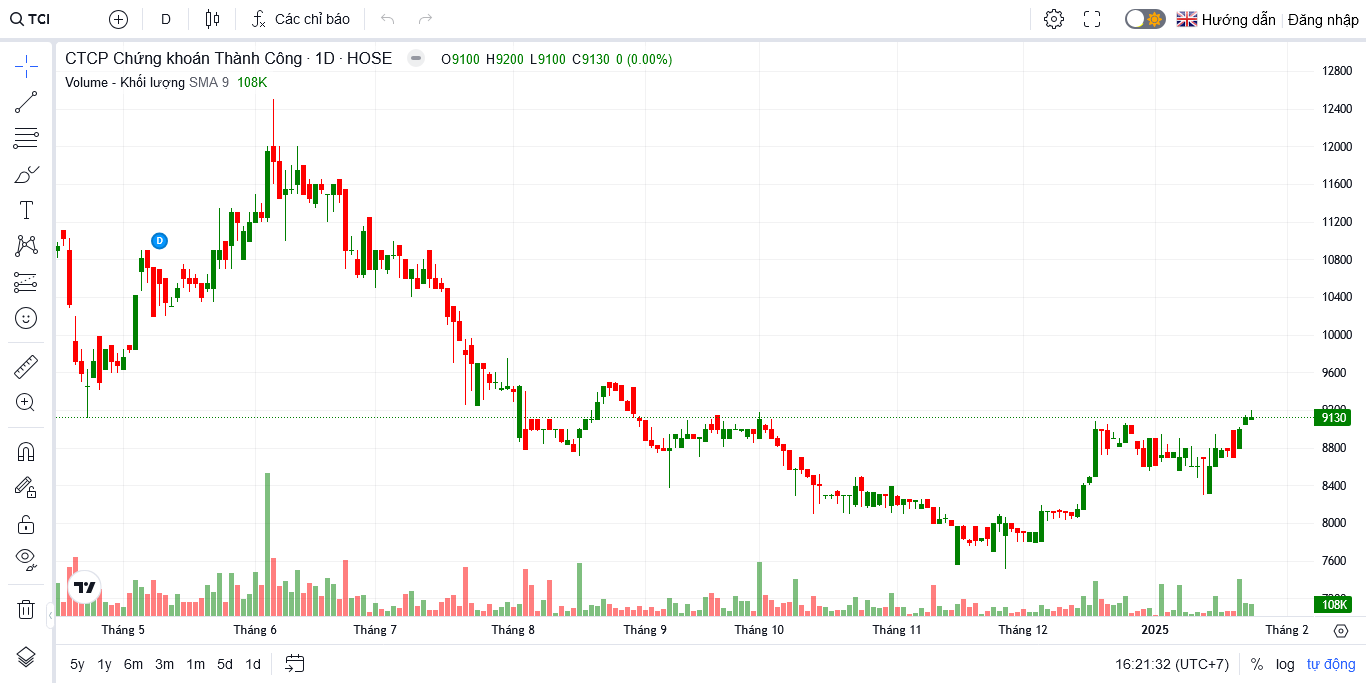 TCI D Các chỉ báo Hướng dẫn Đăng nhập
CTCP Chứng khoán Thành Công · 1D · HOSE O9100 H9200 L9100 C9130 0 (0.00%)
Volume - Khối lượng SMA 9 108K
D
12800
12400
12000
11600
11200
10800
10400
10000
9600
9200
9130
8800
8400
8000
7600
7200
108K
Tháng 5 Tháng 6 Tháng 7 Tháng 8 Tháng 9 Tháng 10 Tháng 11 Tháng 12 2025 Tháng 2
5y 1y 6m 3m 1m 5d 1d 16:21:32 (UTC+7) % log tự động